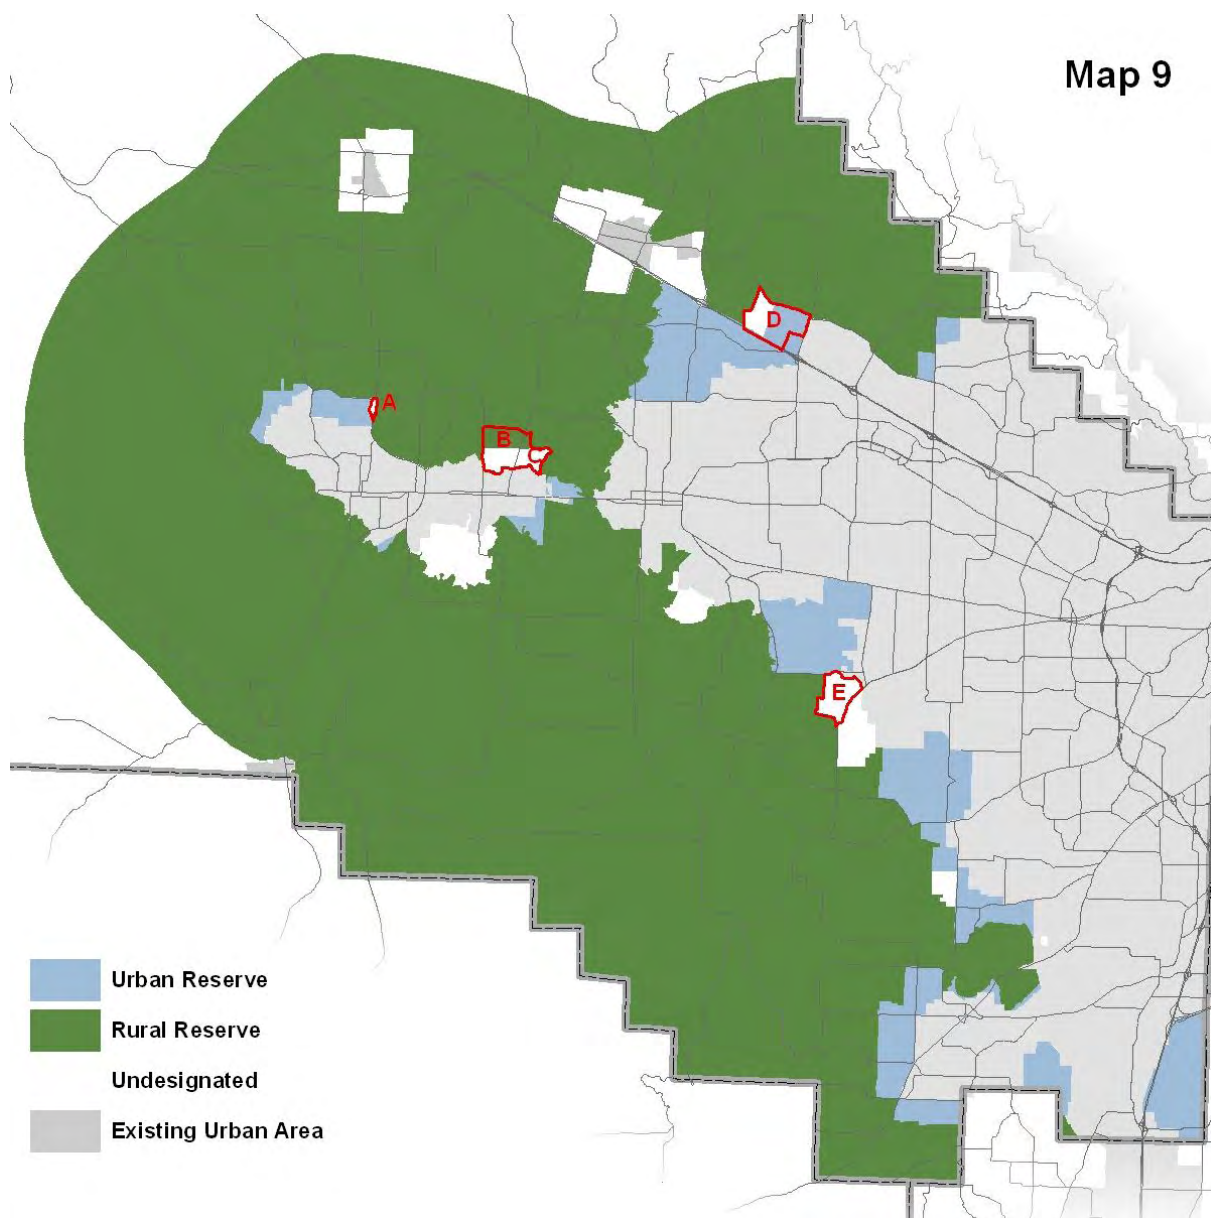 Map 9
D
A
B
C
E
Urban Reserve
Rural Reserve
Undesignated
Existing Urban Area